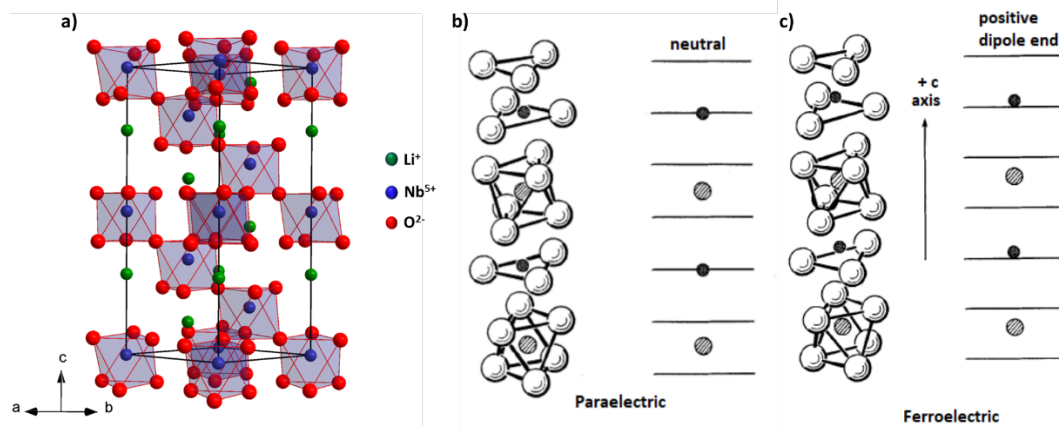 a)
Li⁺
Nb⁵⁺
O²⁻
c
a
b
b)
neutral
Paraelectric
c)
positive
dipole end
+ c
axis
Ferroelectric